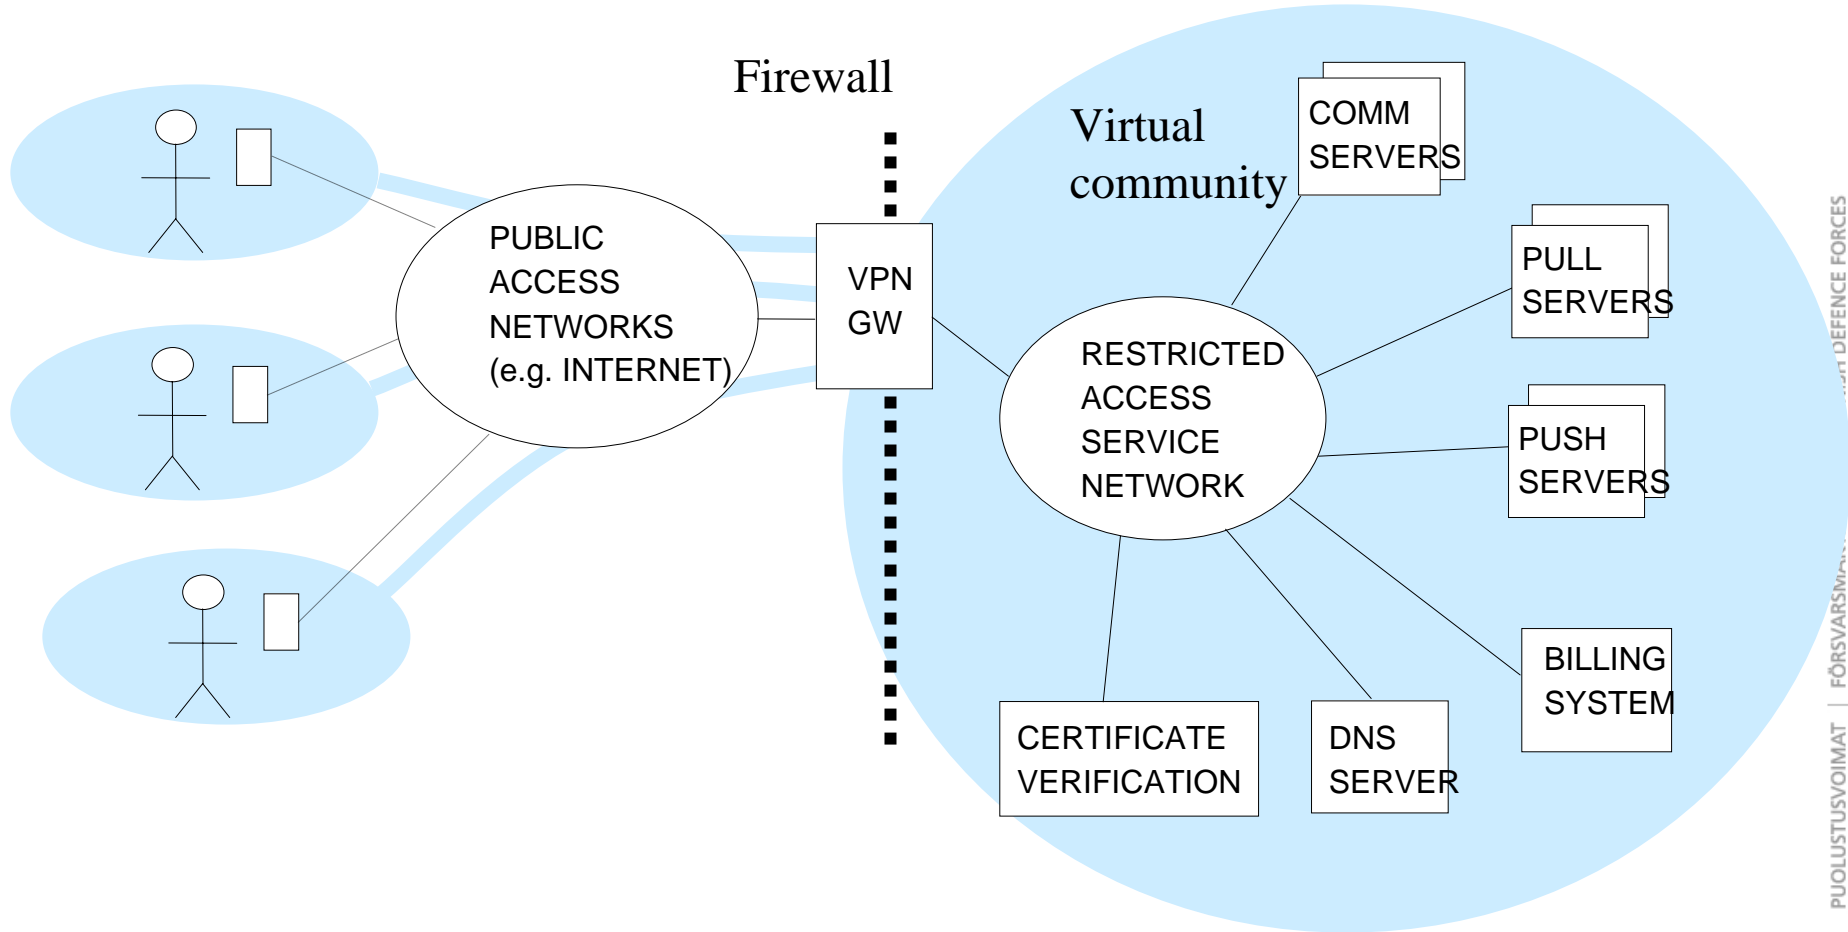 Firewall
Virtual
community
COMM
SERVERS
PULL
SERVERS
PUSH
SERVERS
PUBLIC
ACCESS
NETWORKS
(e.g. INTERNET)
VPN
GW
RESTRICTED
ACCESS
SERVICE
NETWORK
BILLING
SYSTEM
CERTIFICATE
VERIFICATION
DNS
SERVER
PUOLUSTUSVOIMAT | DEFENCE FORCES